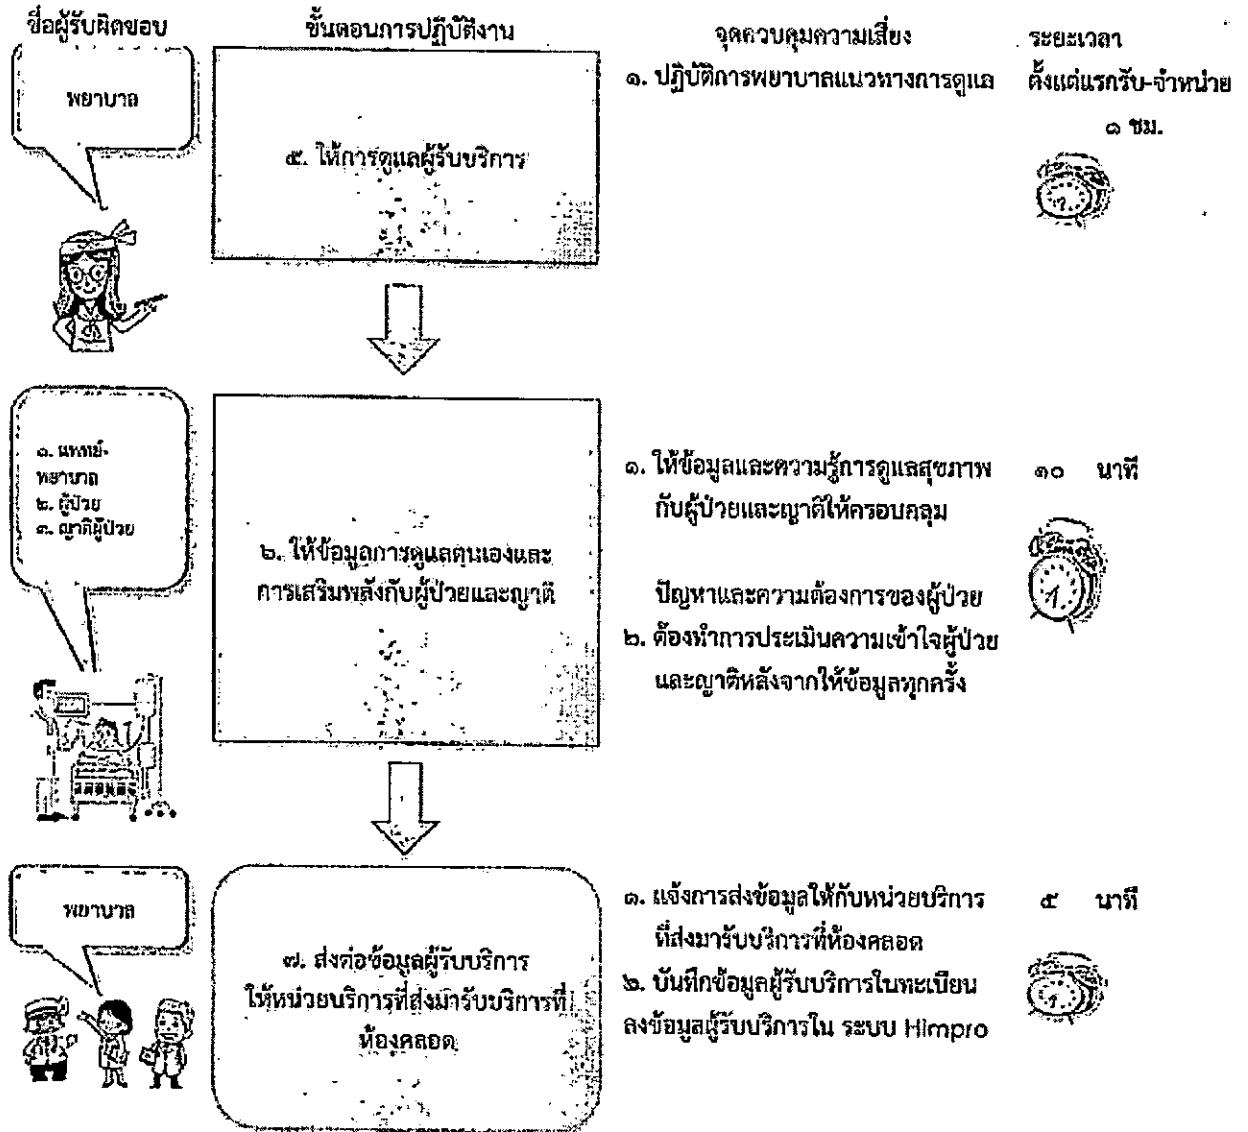 ชื่อผู้รับผิดชอบ
ขั้นตอนการปฏิบัติงาน
จุดควบคุมความเสี่ยง
ระยะเวลา
พยาบาล
๕. ให้การดูแลผู้รับบริการ
๑. ปฏิบัติการพยาบาลแนวทางการดูแล
ตั้งแต่แรกรับ-จำหน่าย
๑ ชม.
๑. แพทย์-
พยาบาล
๒. ผู้ป่วย
๓. ญาติผู้ป่วย
๖. ให้ข้อมูลการดูแลตนเองและ
การเสริมพลังกับผู้ป่วยและญาติ
๑. ให้ข้อมูลและความรู้การดูแลสุขภาพ
กับผู้ป่วยและญาติให้ครอบคลุม
ปัญหาและความต้องการของผู้ป่วย
๒. ต้องทำการประเมินความเข้าใจผู้ป่วย
และญาติหลังจากให้ข้อมูลทุกครั้ง
๑๐ นาที
พยาบาล
๗. ส่งต่อข้อมูลผู้รับบริการ
ให้หน่วยบริการที่ส่งมารับบริการที่
ห้องคลอด
๑. แจ้งการส่งข้อมูลให้กับหน่วยบริการ
ที่ส่งมารับบริการที่ห้องคลอด
๒. บันทึกข้อมูลผู้รับบริการในทะเบียน
ลงข้อมูลผู้รับบริการใน ระบบ Himpro
๕ นาที